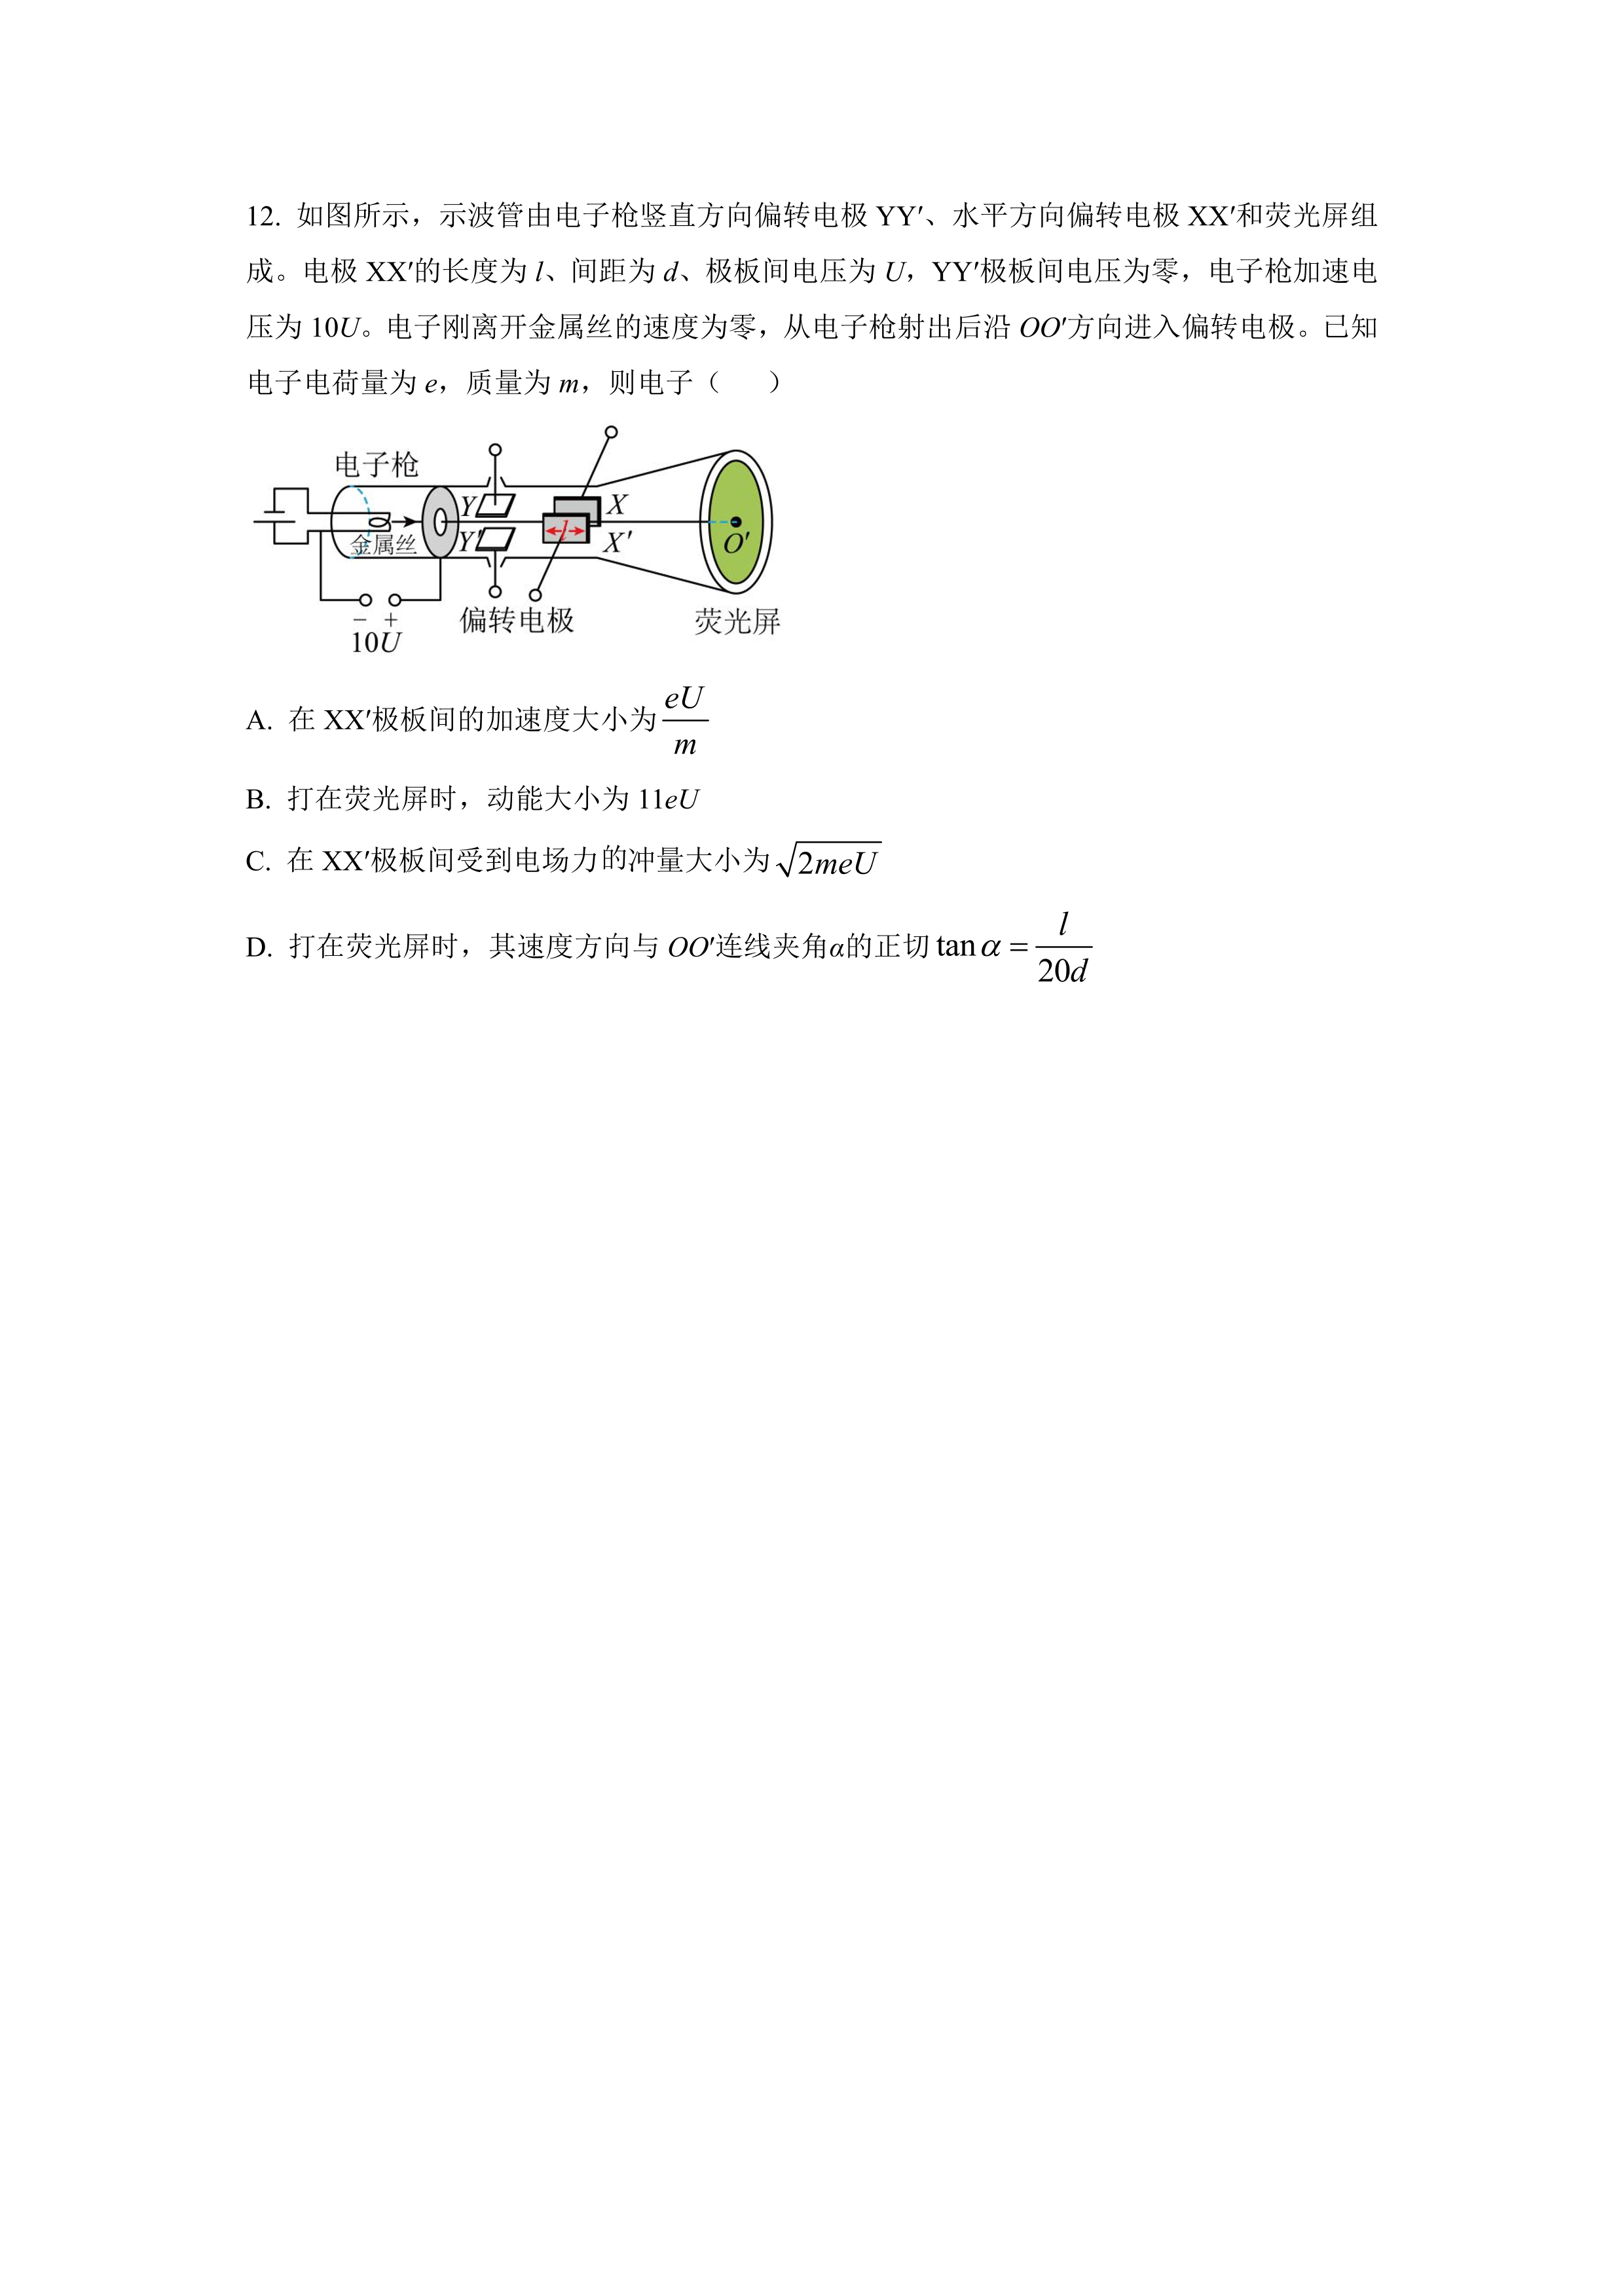 12. 如图所示，示波管由电子枪竖直方向偏转电极 YY′、水平方向偏转电极 XX′和荧光屏组
成。电极 XX′的长度为 l、间距为 d、极板间电压为 U，YY′极板间电压为零，电子枪加速电
压为 10U。电子刚离开金属丝的速度为零，从电子枪射出后沿 OO′方向进入偏转电极。已知
电子电荷量为 e，质量为 m，则电子（　　）
电子枪
Y
X
l
金属丝
Y′
X′
O′
偏转电极
荧光屏
− +
10U
A. 在 XX′极板间的加速度大小为 eU/m
B. 打在荧光屏时，动能大小为 11eU
C. 在 XX′极板间受到电场力的冲量大小为 √2meU
D. 打在荧光屏时，其速度方向与 OO′连线夹角α的正切 tan α = l/20d